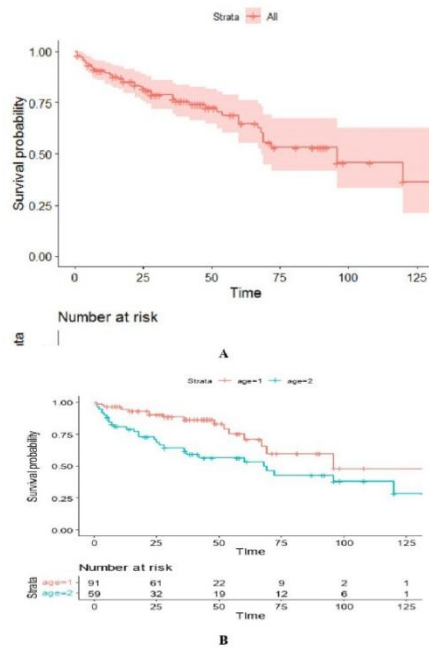 Strata All
Survival probability
1.00
0.75
0.50
0.25
0.00
0 25 50 75 100 125
Time
Number at risk
ata
A
Strata age=1 age=2
Survival probability
1.00
0.75
0.50
0.25
0.00
0 25 50 75 100 125
Time
Number at risk
Strata
age=1 91 61 22 9 2 1
age=2 59 32 19 12 6 1
0 25 50 75 100 125
Time
B